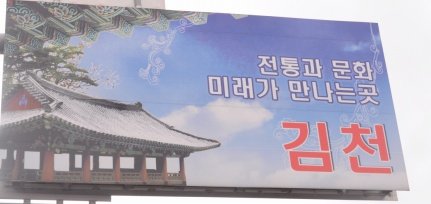 전통과 문화
미래가 만나는곳
김천